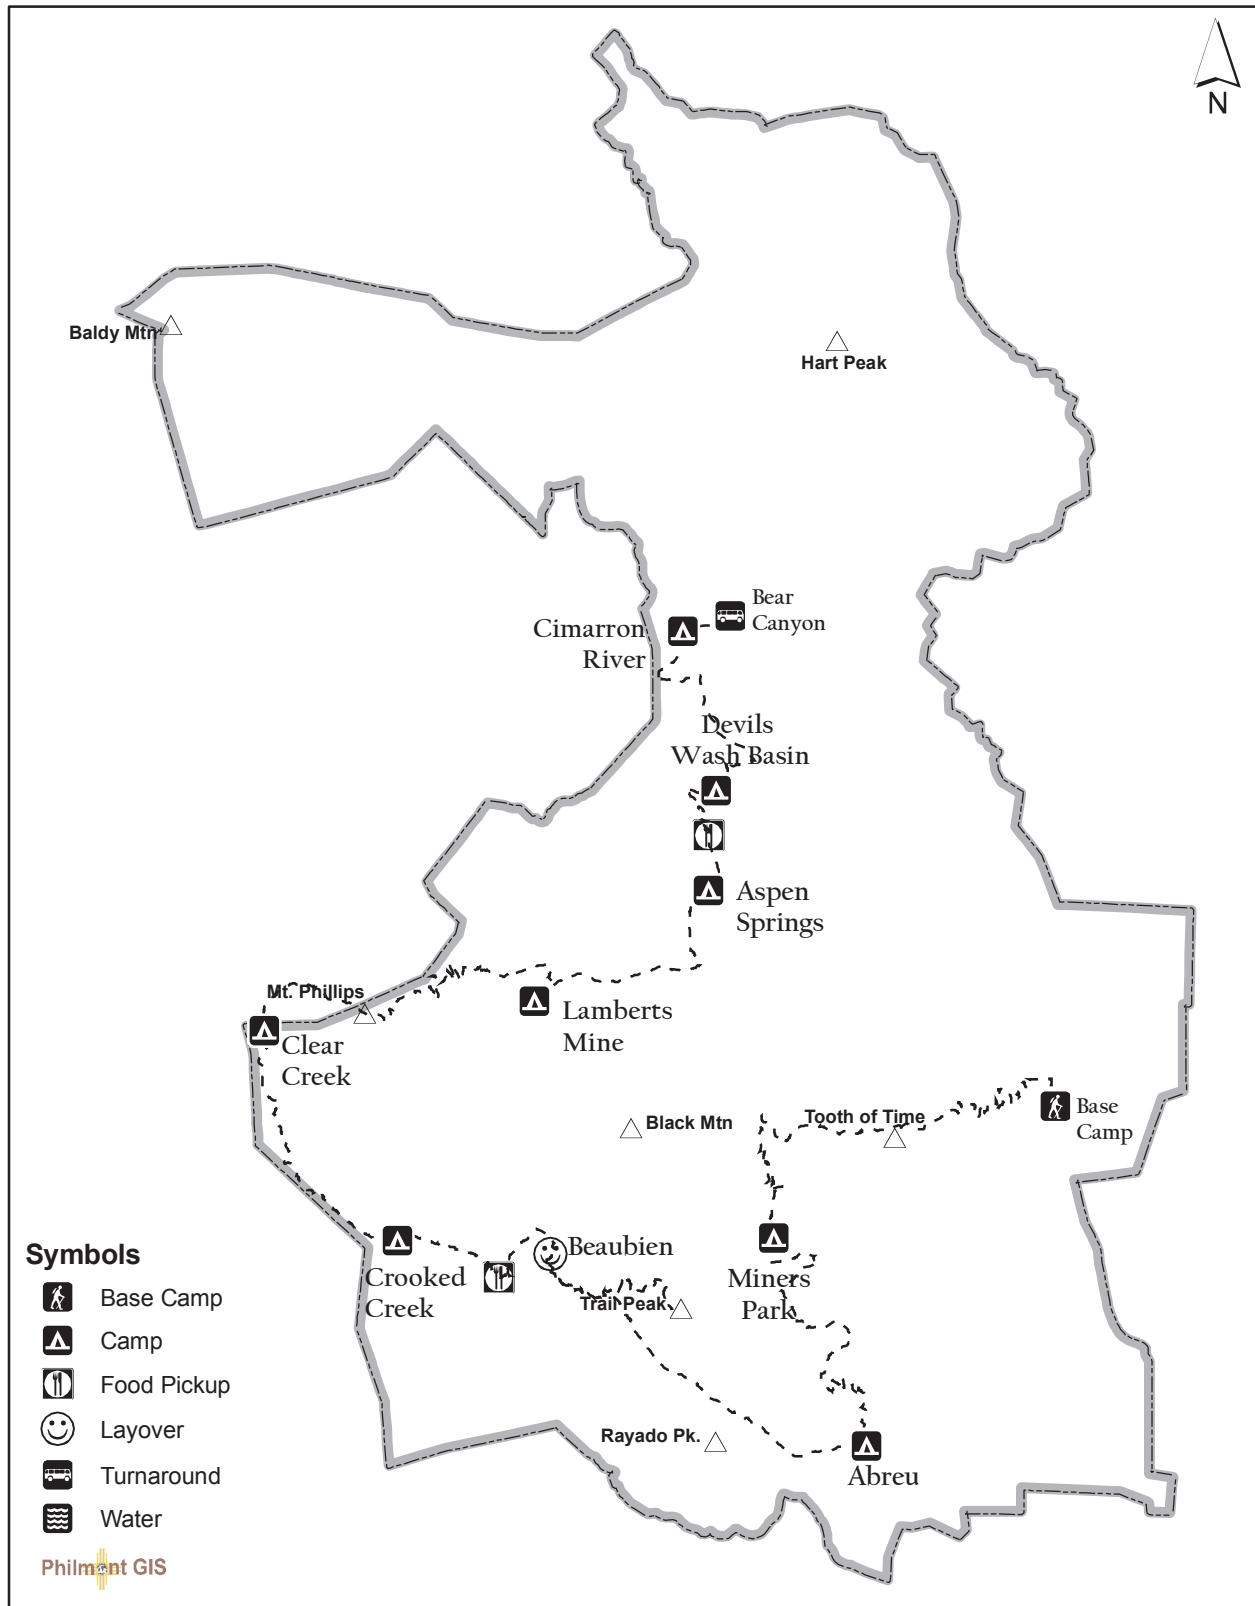 N
Baldy Mtn
Hart Peak
Bear
Canyon
Cimarron
River
Devils
Wash Basin
Aspen
Springs
Mt. Phillips
Lamberts
Mine
Clear
Creek
Black Mtn
Tooth of Time
Base
Camp
Beaubien
Crooked
Creek
Trail Peak
Miners
Park
Rayado Pk.
Abreu
Symbols
Base Camp
Camp
Food Pickup
Layover
Turnaround
Water
Philmont GIS